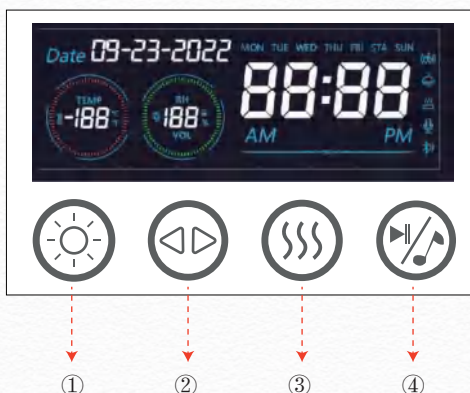 Date 09-23-2022
MON TUE WED THU FRI STA SUN
TEMP
-188
RH
188
VOL
88:88
AM PM
① ② ③ ④